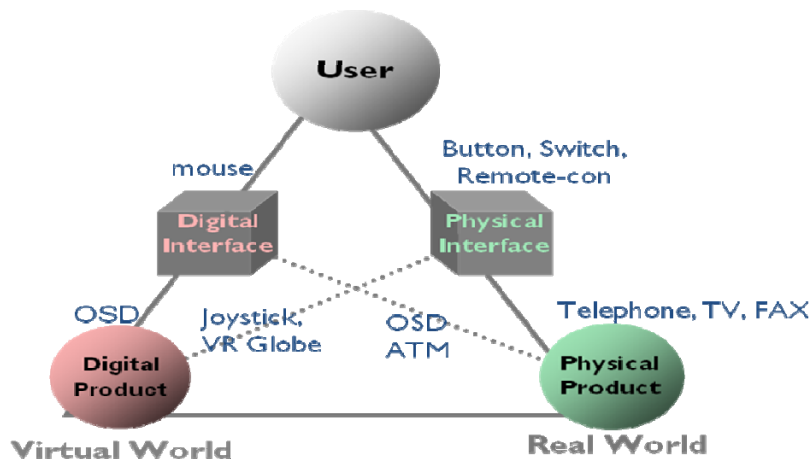 User
mouse
Button, Switch,
Remote-con
Digital
Interface
Physical
Interface
OSD
Joystick,
VR Globe
OSD
ATM
Telephone, TV, FAX
Digital
Product
Physical
Product
Virtual World
Real World